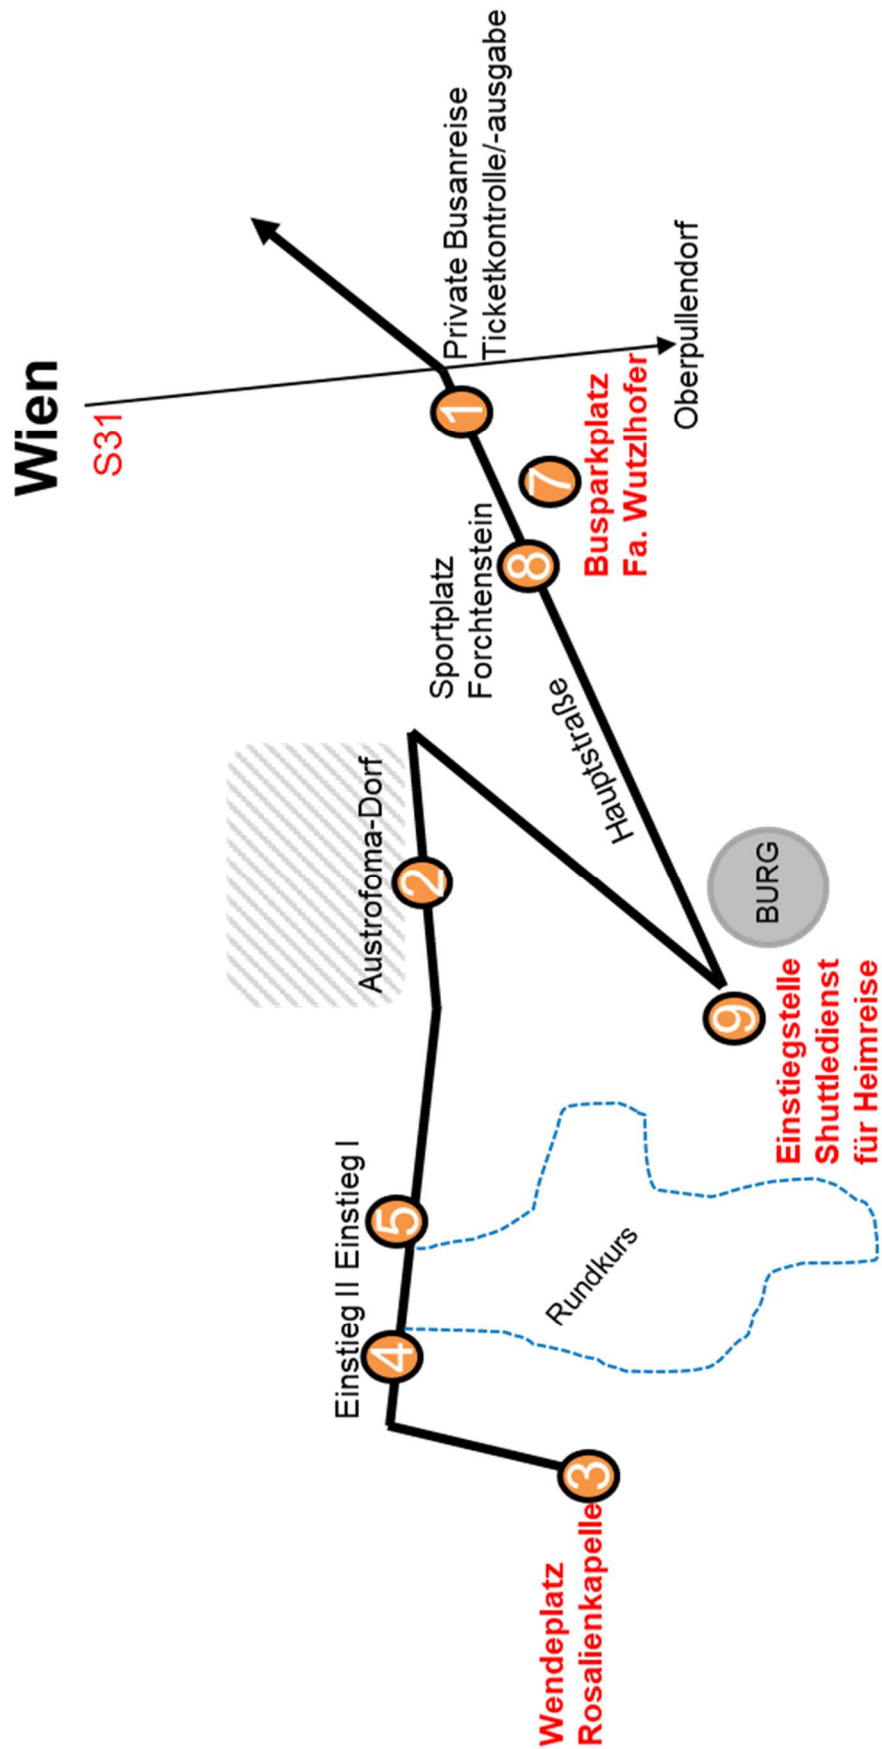 Wien
S31
Private Busanreise
Ticketkontrolle/-ausgabe
1
Oberpullendorf
7
Busparkplatz
Fa. Wutzlhofer
8
Sportplatz
Forchtenstein
Hauptstraße
Austrofoma-Dorf
2
BURG
9
Einstiegstelle
Shuttledienst
für Heimreise
Einstieg II Einstieg I
5
4
Rundkurs
3
Wendeplatz
Rosalienkapelle